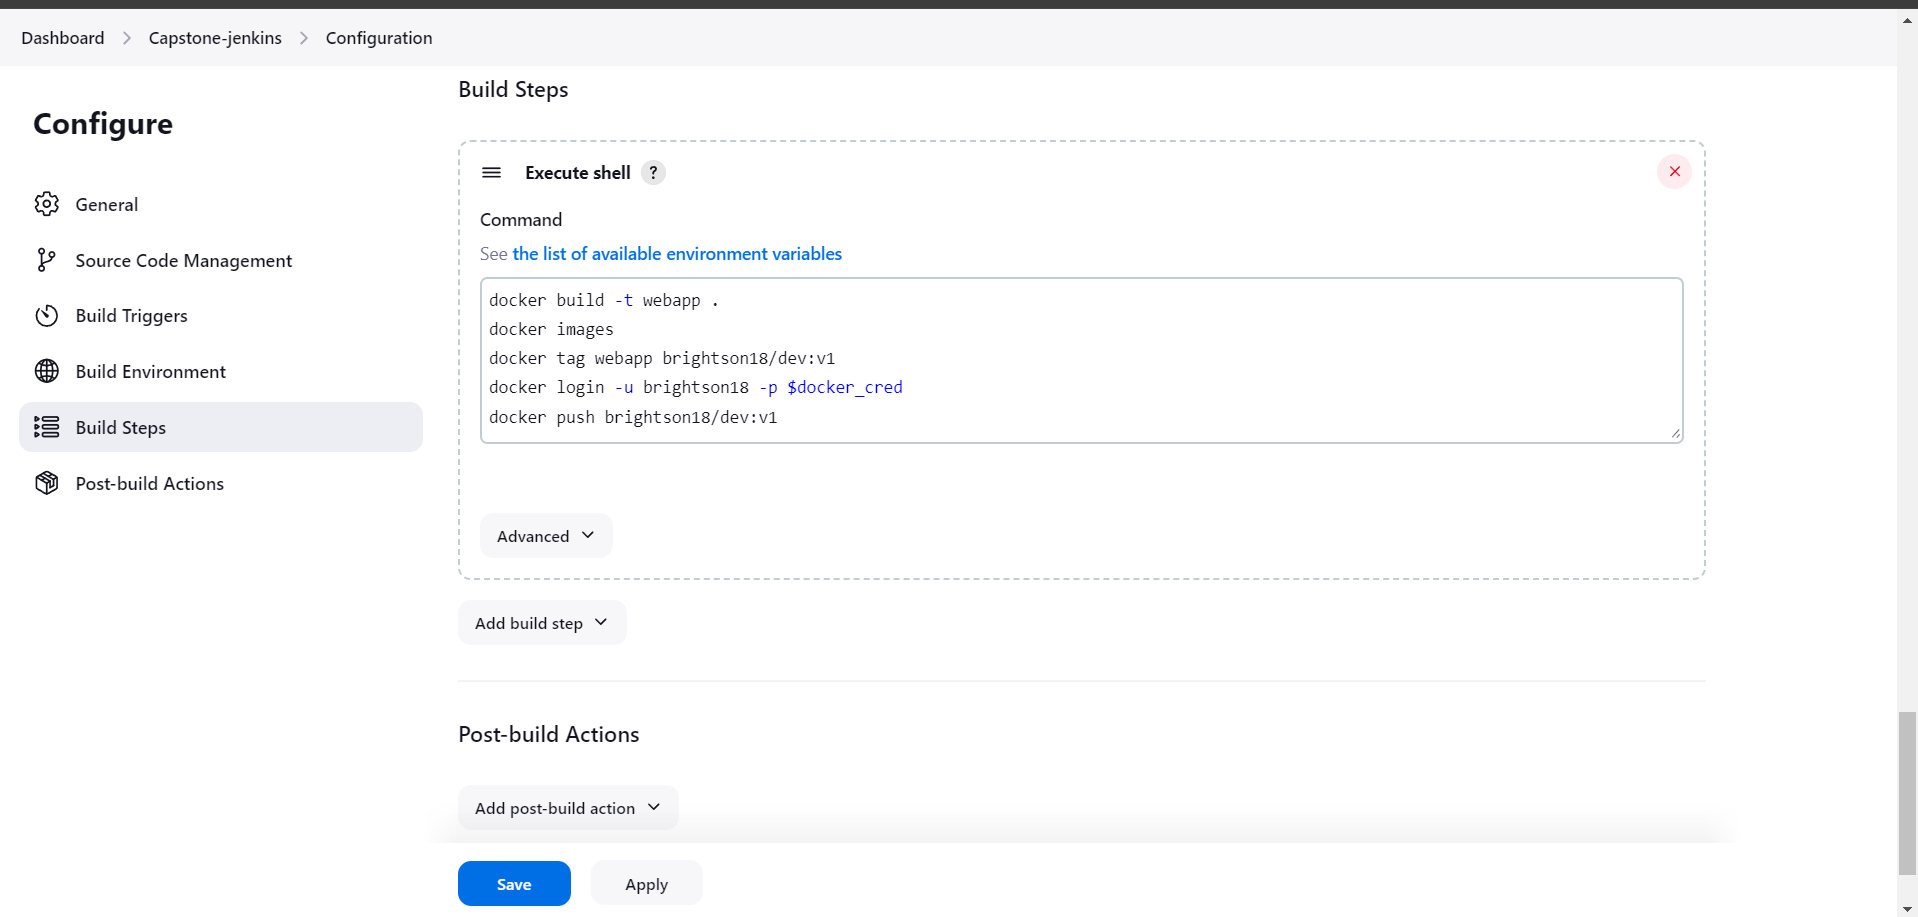 Dashboard > Capstone-jenkins > Configuration
Configure
General
Source Code Management
Build Triggers
Build Environment
Build Steps
Post-build Actions
Build Steps
Execute shell ?
Command
See the list of available environment variables
docker build -t webapp .
docker images
docker tag webapp brightson18/dev:v1
docker login -u brightson18 -p $docker_cred
docker push brightson18/dev:v1
Advanced
Add build step
Post-build Actions
Add post-build action
Save Apply